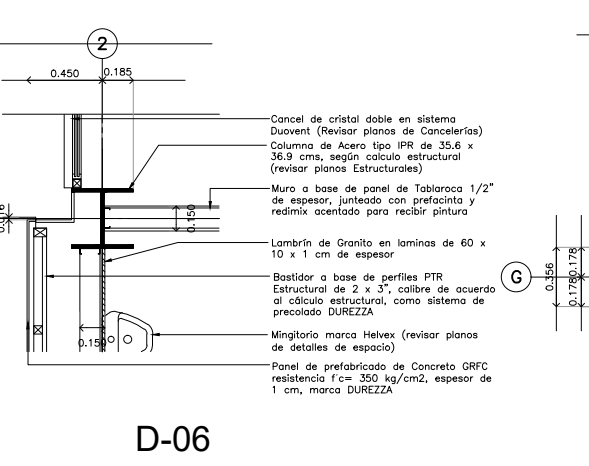 2
0.450
0.185
Cancel de cristal doble en sistema
Duovent (Revisar planos de Cancelerías)
Columna de Acero tipo IPR de 35.6 x
36.9 cms, según calculo estructural
(revisar planos Estructurales)
Muro a base de panel de Tablaroca 1/2"
de espesor, junteado con prefacinta y
redimix acentado para recibir pintura
0.150
Lambrín de Granito en laminas de 60 x
10 x 1 cm de espesor
Bastidor a base de perfiles PTR
Estructural de 2 x 3", calibre de acuerdo
al cálculo estructural, como sistema de
precolado DUREZZA
G
0.356
0.178
0.178
Mingitorio marca Helvex (revisar planos
de detalles de espacio)
0.150
Panel de prefabricado de Concreto GRFC
resistencia f'c= 350 kg/cm2, espesor de
1 cm, marca DUREZZA
D-06